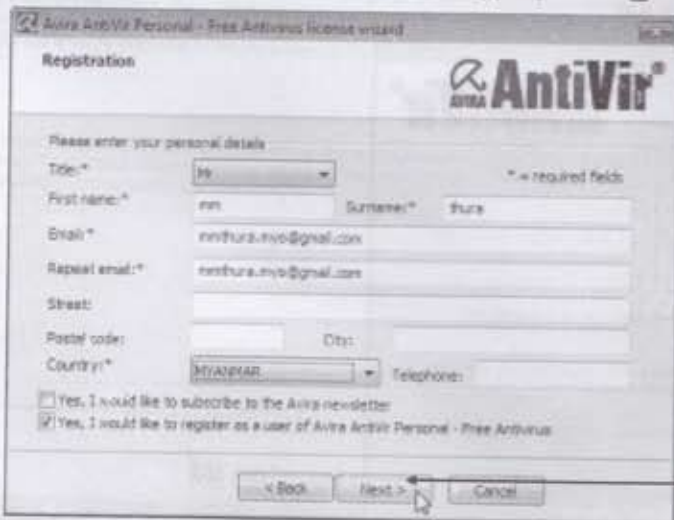 Avira AntiVir Personal - Free Antivirus license wizard
Registration
AVIRA AntiVir®
Please enter your personal details
Title:* Mr * = required fields
First name:* mm Surname:* thura
Email:* mmthura.myo@gmail.com
Repeat email:* mmthura.myo@gmail.com
Street:
Postal code: City:
Country:* MYANMAR Telephone:
Yes, I would like to subscribe to the Avira newsletter
Yes, I would like to register as a user of Avira AntiVir Personal - Free Antivirus
< Back Next > Cancel